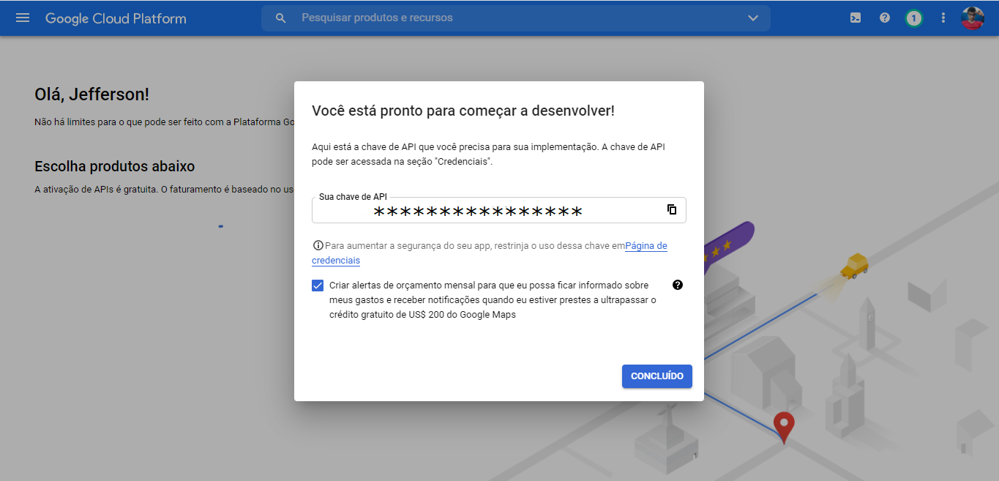 Google Cloud Platform
Pesquisar produtos e recursos
1
Olá, Jefferson!
Não há limites para o que pode ser feito com a Plataforma Go
Escolha produtos abaixo
A ativação de APIs é gratuita. O faturamento é baseado no us
Você está pronto para começar a desenvolver!
Aqui está a chave de API que você precisa para sua implementação. A chave de API
pode ser acessada na seção "Credenciais".
Sua chave de API
****************
Para aumentar a segurança do seu app, restrinja o uso dessa chave emPágina de
credenciais
Criar alertas de orçamento mensal para que eu possa ficar informado sobre
meus gastos e receber notificações quando eu estiver prestes a ultrapassar o
crédito gratuito de US$ 200 do Google Maps
CONCLUÍDO